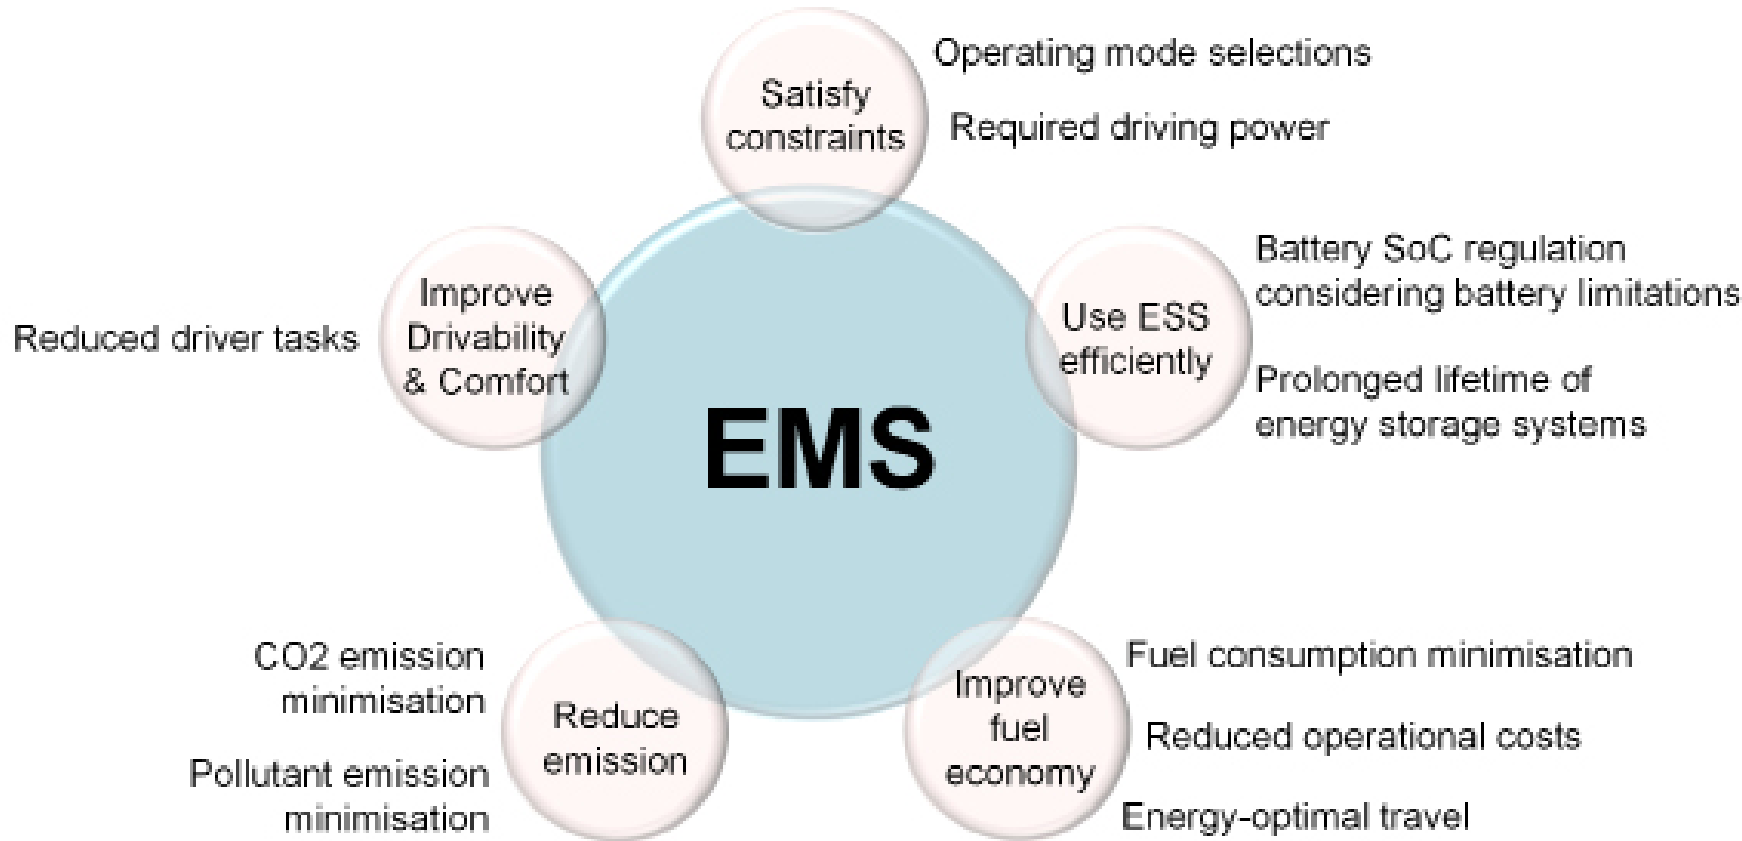 Satisfy
constraints
Operating mode selections
Required driving power
Use ESS
efficiently
Battery SoC regulation
considering battery limitations
Prolonged lifetime of
energy storage systems
Improve
Drivability
& Comfort
Reduced driver tasks
EMS
Reduce
emission
CO2 emission
minimisation
Pollutant emission
minimisation
Improve
fuel
economy
Fuel consumption minimisation
Reduced operational costs
Energy-optimal travel